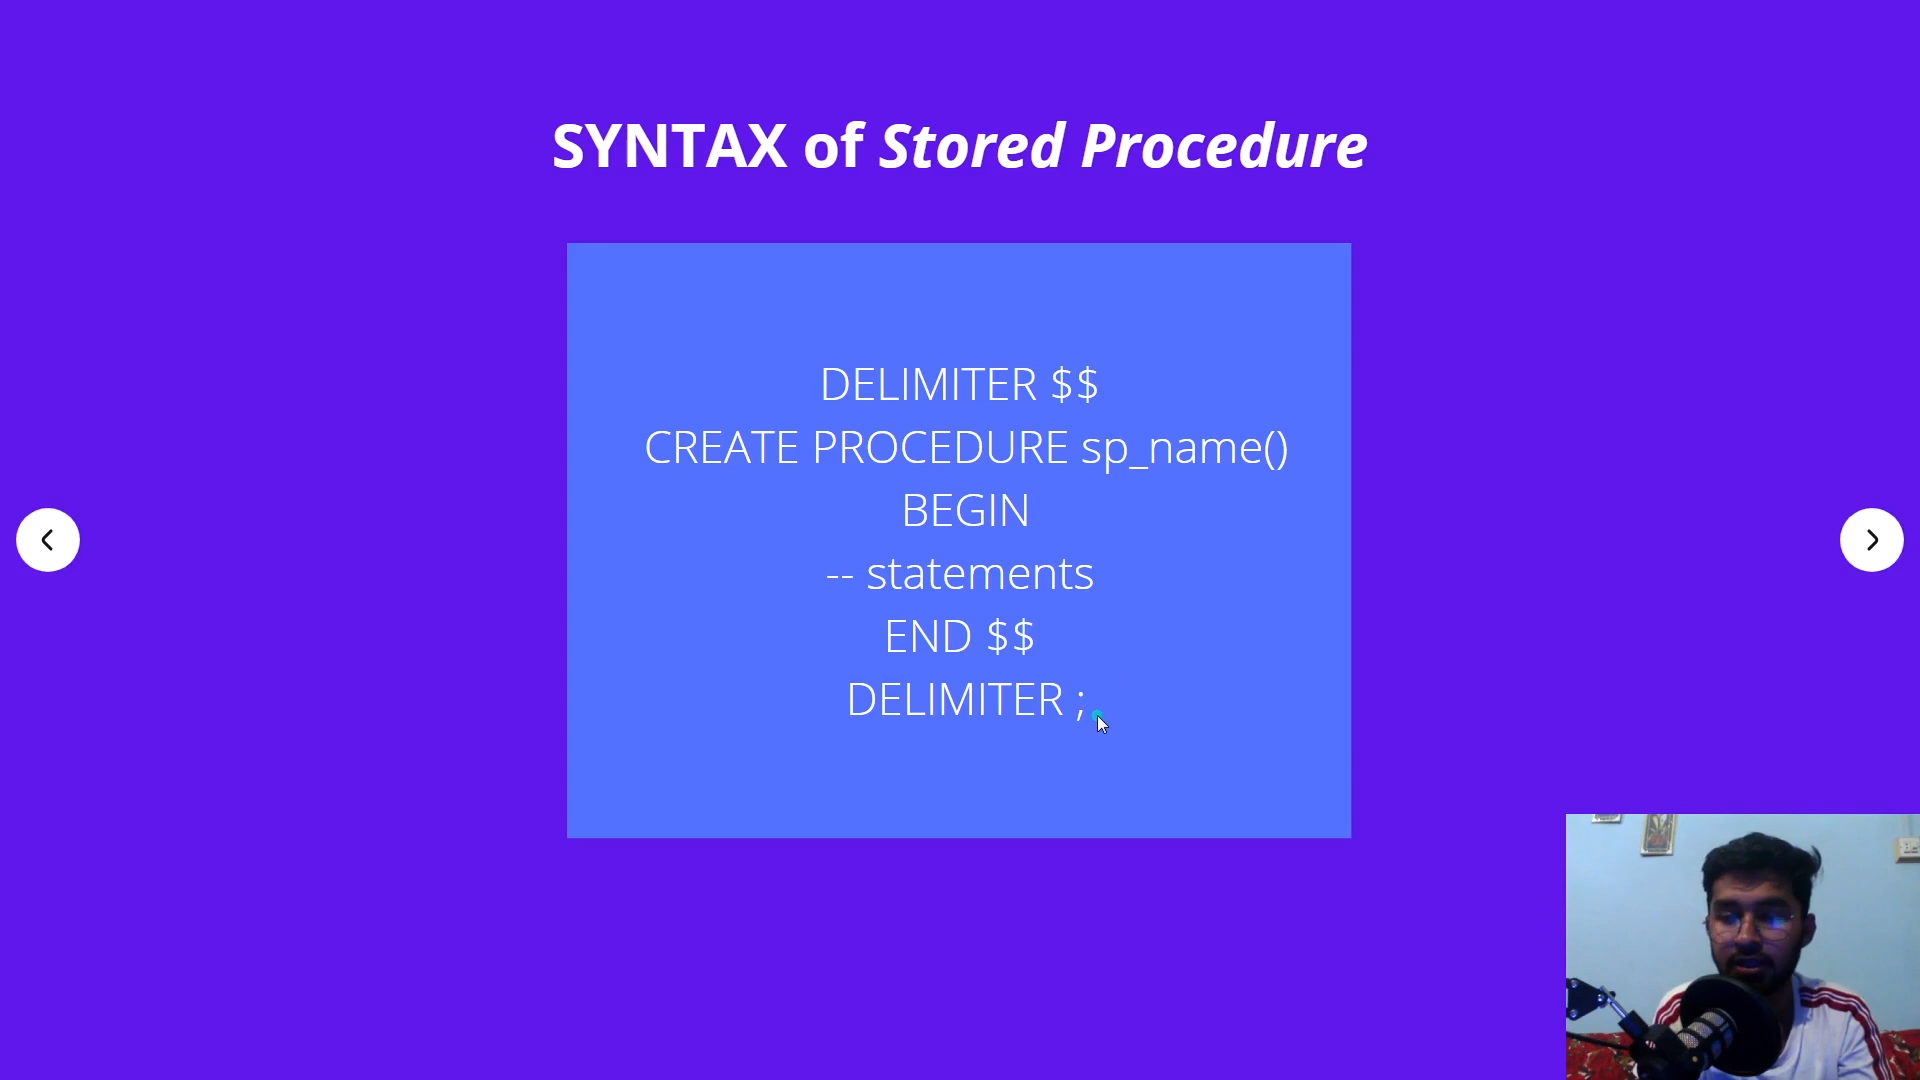 SYNTAX of Stored Procedure
DELIMITER $$
CREATE PROCEDURE sp_name()
BEGIN
-- statements
END $$
DELIMITER ;